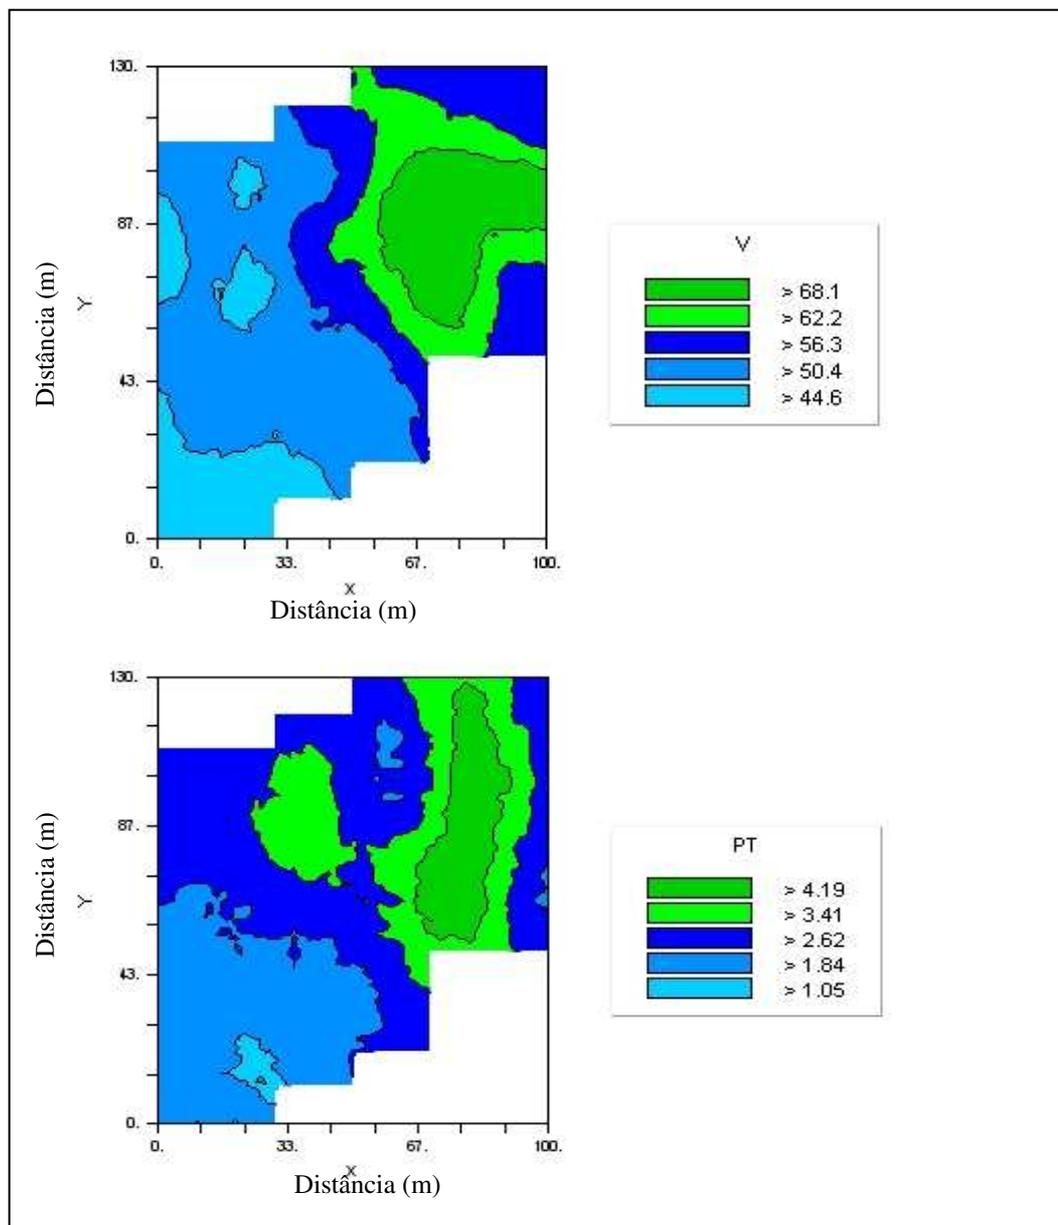 130.
87.
43.
0.
Distância (m)
Y
0.
33.
67.
100.
X
Distância (m)
V
> 68.1
> 62.2
> 56.3
> 50.4
> 44.6
130.
87.
43.
0.
Distância (m)
Y
0.
33.
67.
100.
X
Distância (m)
PT
> 4.19
> 3.41
> 2.62
> 1.84
> 1.05